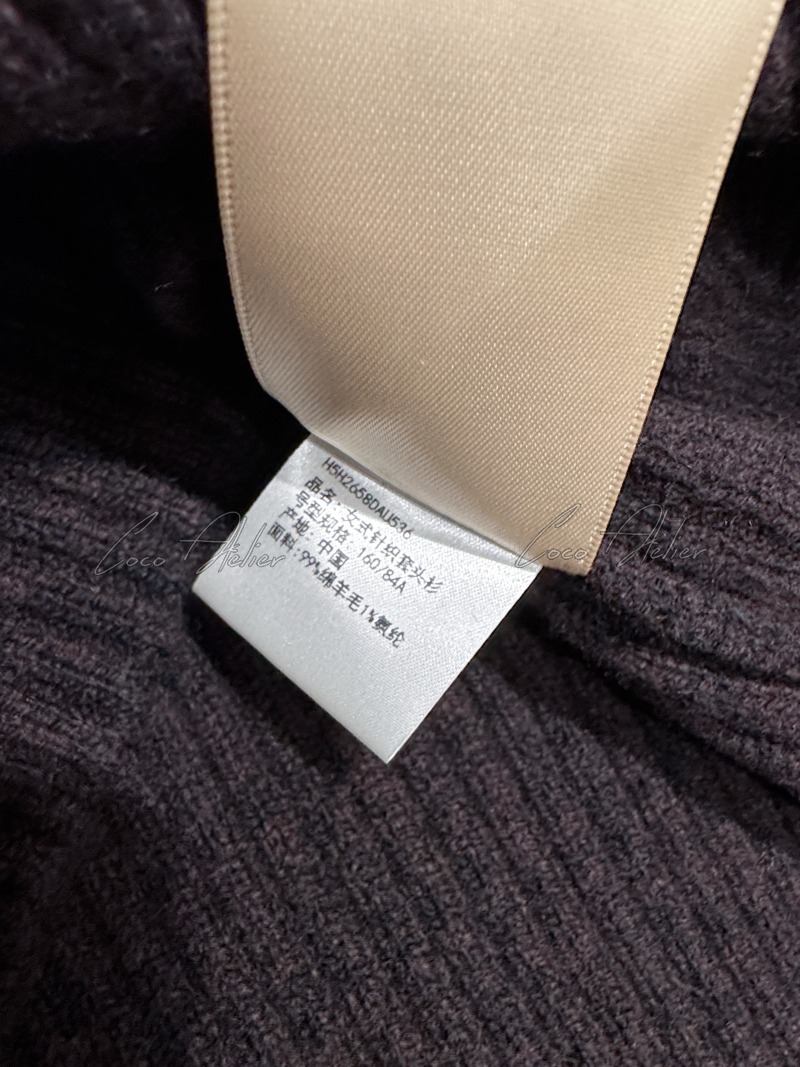 H5H2658DAU536
品名：女式针织套头衫
号型规格：160/84A
产地：中国
面料：99%绵羊毛1%氨纶
Coco Atelier
Coco Atelier